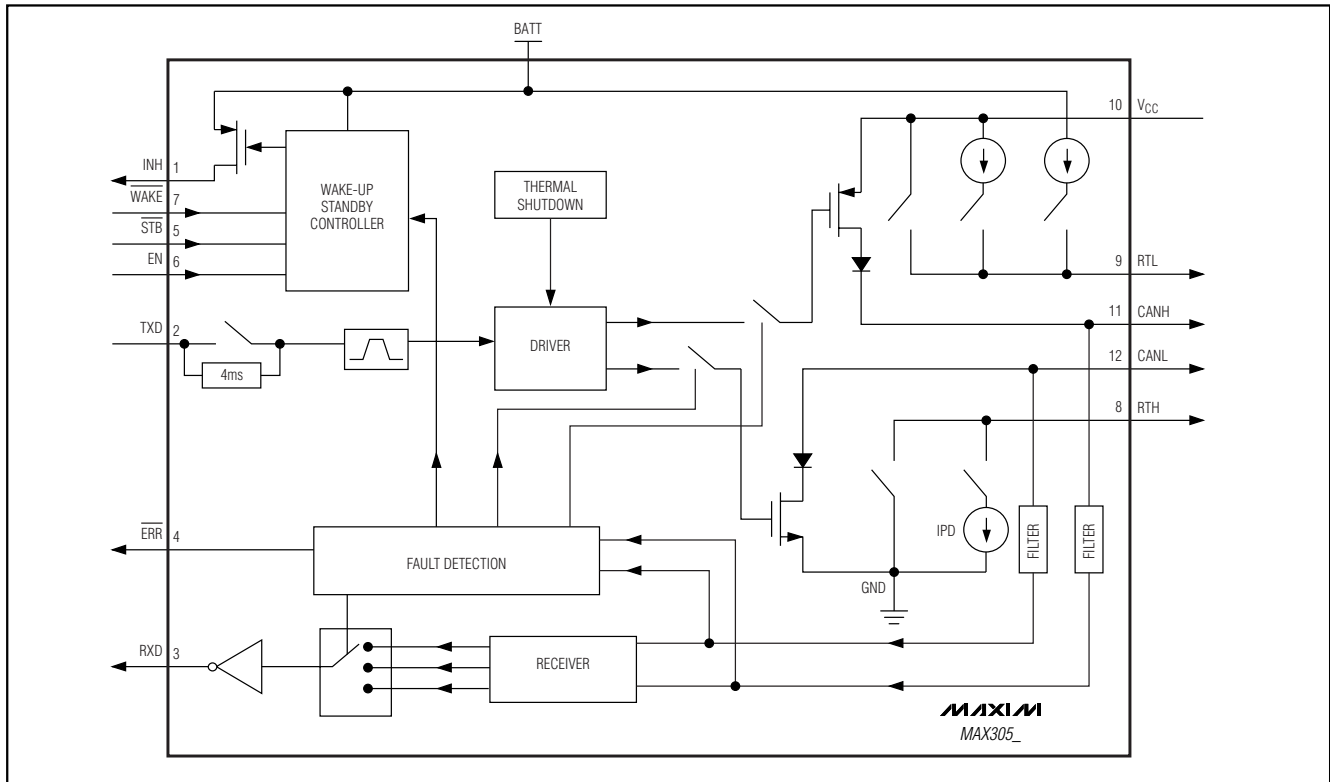 BATT
10 VCC
INH 1
WAKE 7
STB 5
EN 6
WAKE-UP
STANDBY
CONTROLLER
THERMAL
SHUTDOWN
9 RTL
11 CANH
TXD 2
4ms
DRIVER
12 CANL
8 RTH
ERR 4
FAULT DETECTION
IPD
FILTER
FILTER
GND
RXD 3
RECEIVER
MAXIM
MAX305_